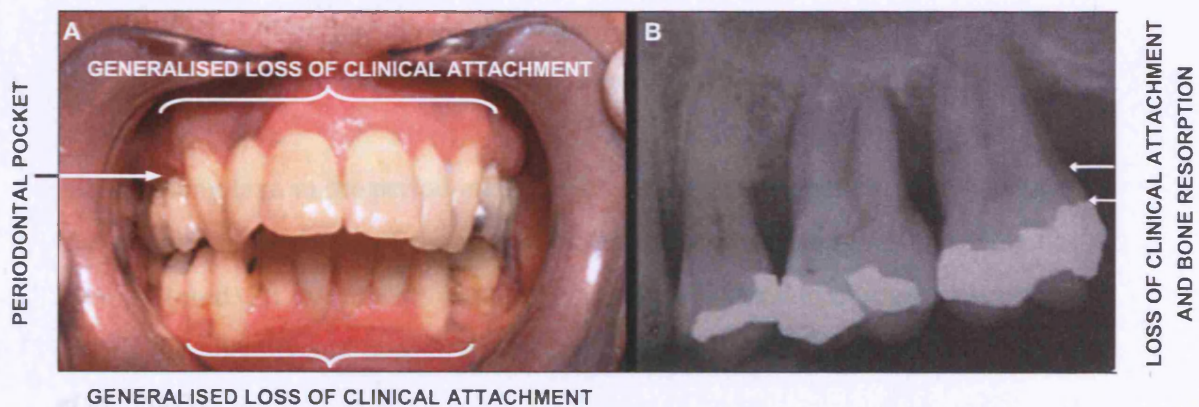 PERIODONTAL POCKET
A
GENERALISED LOSS OF CLINICAL ATTACHMENT
B
LOSS OF CLINICAL ATTACHMENT
AND BONE RESORPTION
GENERALISED LOSS OF CLINICAL ATTACHMENT